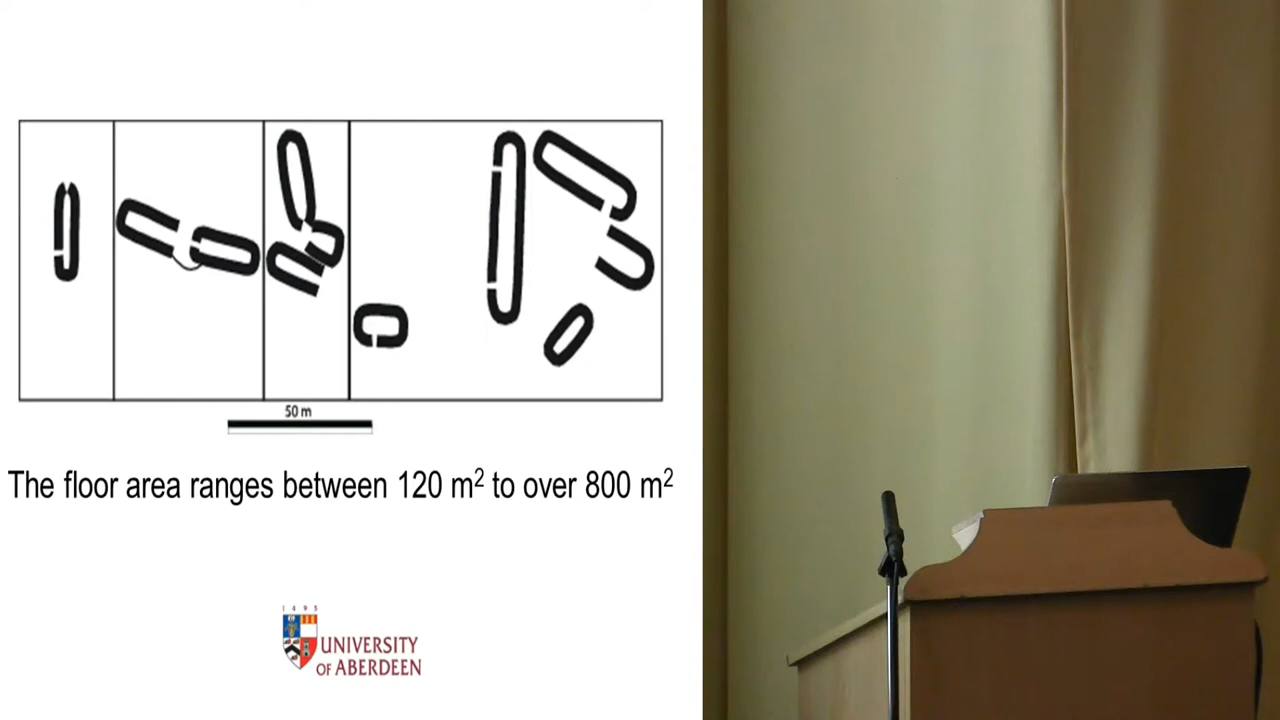 50 m
The floor area ranges between 120 m² to over 800 m²
1495
UNIVERSITY
OF ABERDEEN